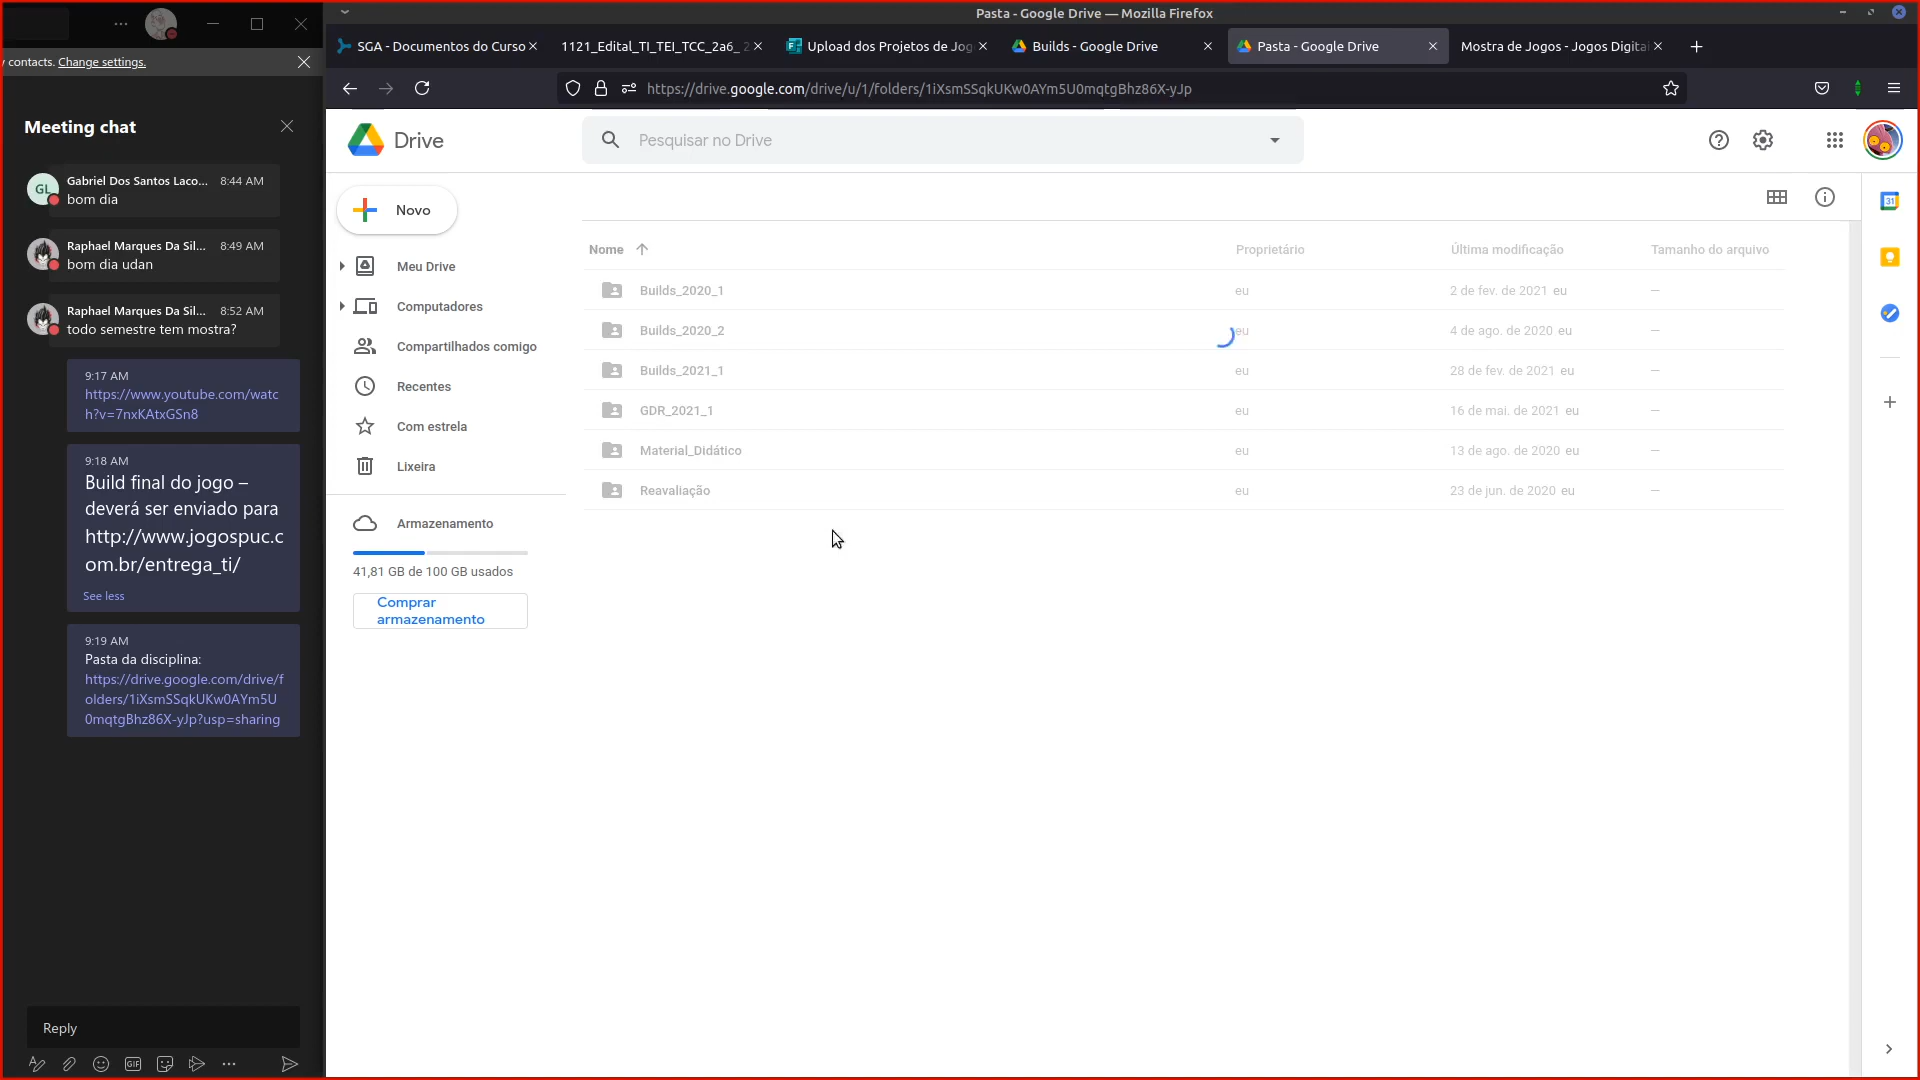 Pasta - Google Drive — Mozilla Firefox
SGA - Documentos do Curso
1121_Edital_TI_TEI_TCC_2a6_ 2
Upload dos Projetos de Jog
Builds - Google Drive
Pasta - Google Drive
Mostra de Jogos - Jogos Digitai
https://drive.google.com/drive/u/1/folders/1iXsmSSqkUKw0AYm5U0mqtgBhz86X-yJp
y contacts. Change settings.
Meeting chat
GL
Gabriel Dos Santos Laco... 8:44 AM
bom dia
Raphael Marques Da Sil... 8:49 AM
bom dia udan
Raphael Marques Da Sil... 8:52 AM
todo semestre tem mostra?
9:17 AM
https://www.youtube.com/watc
h?v=7nxKAtxGSn8
9:18 AM
Build final do jogo –
deverá ser enviado para
http://www.jogospuc.c
om.br/entrega_ti/
See less
9:19 AM
Pasta da disciplina:
https://drive.google.com/drive/f
olders/1iXsmSSqkUKw0AYm5U
0mqtgBhz86X-yJp?usp=sharing
Reply
GIF
Drive
Pesquisar no Drive
Novo
Meu Drive
Computadores
Compartilhados comigo
Recentes
Com estrela
Lixeira
Armazenamento
41,81 GB de 100 GB usados
Comprar
armazenamento
Nome Proprietário Última modificação Tamanho do arquivo
Builds_2020_1 eu 2 de fev. de 2021 eu —
Builds_2020_2 eu 4 de ago. de 2020 eu —
Builds_2021_1 eu 28 de fev. de 2021 eu —
GDR_2021_1 eu 16 de mai. de 2021 eu —
Material_Didático eu 13 de ago. de 2020 eu —
Reavaliação eu 23 de jun. de 2020 eu —
31